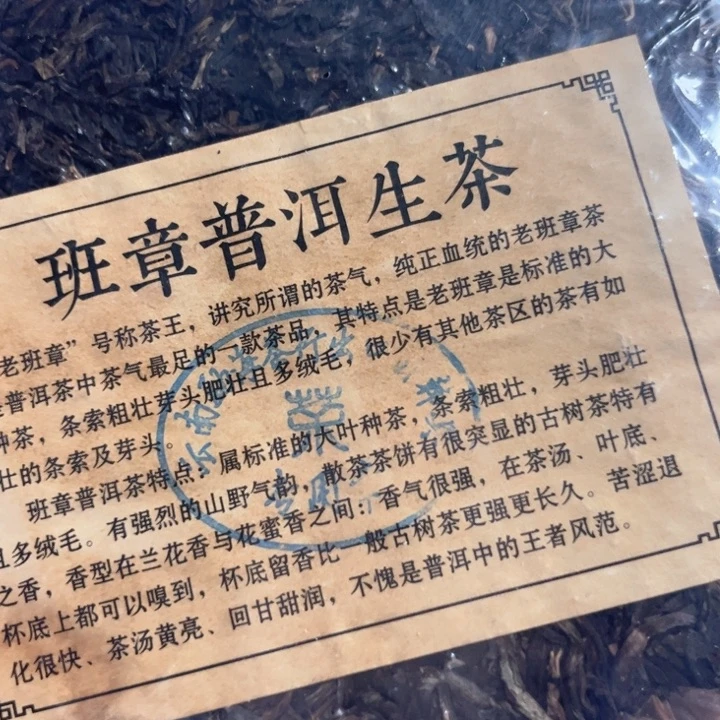 班章普洱生茶
老班章”号称茶王，讲究所谓的茶气，纯正血统的老班章茶
普洱茶中茶气最足的一款茶品，其特点是老班章是标准的大
种茶，条索粗壮芽头肥壮且多绒毛，很少有其他茶区的茶有如
壮的条索及芽头。
班章普洱茶特点：属标准的大叶种茶，条索粗壮，芽头肥壮
且多绒毛。有强烈的山野气韵，散茶茶饼有很突显的古树茶特有
之香，香型在兰花香与花蜜香之间；香气很强，在茶汤、叶底、
杯底上都可以嗅到，杯底留香比一般古树茶更强更长久。苦涩退
化很快、茶汤黄亮、回甘甜润，不愧是普洱中的王者风范。
云南
专用